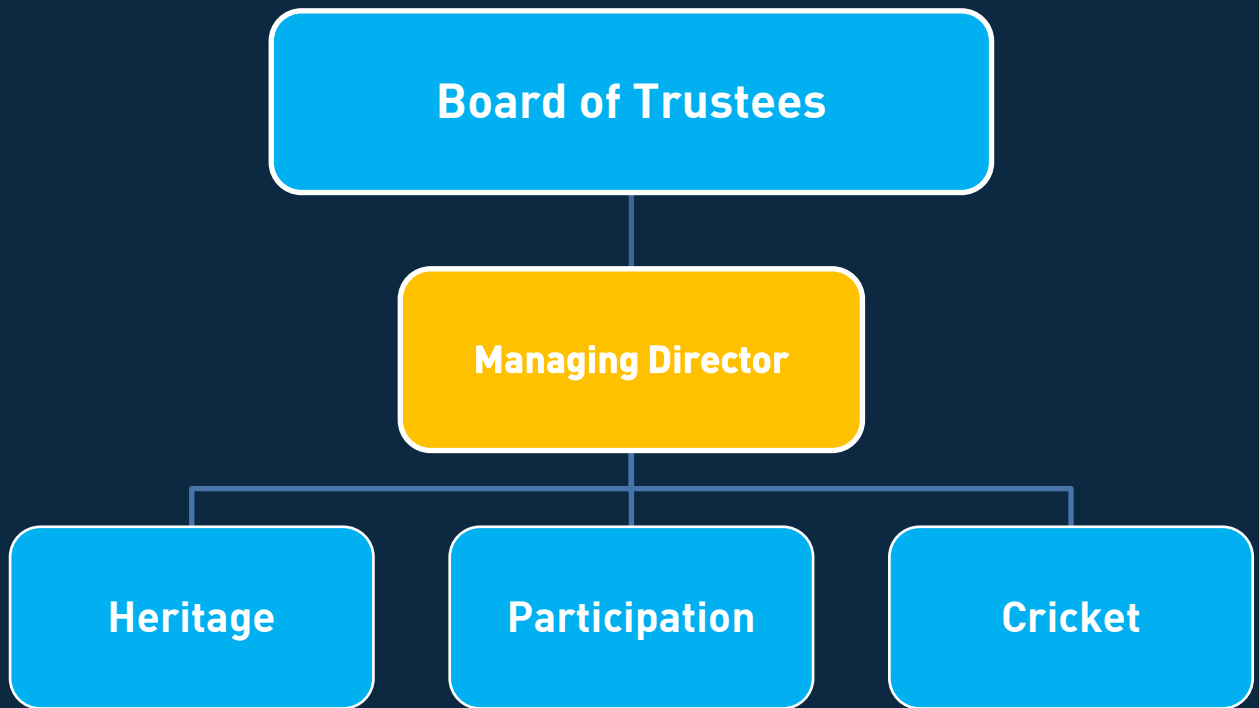 Board of Trustees
Managing Director
Heritage
Participation
Cricket